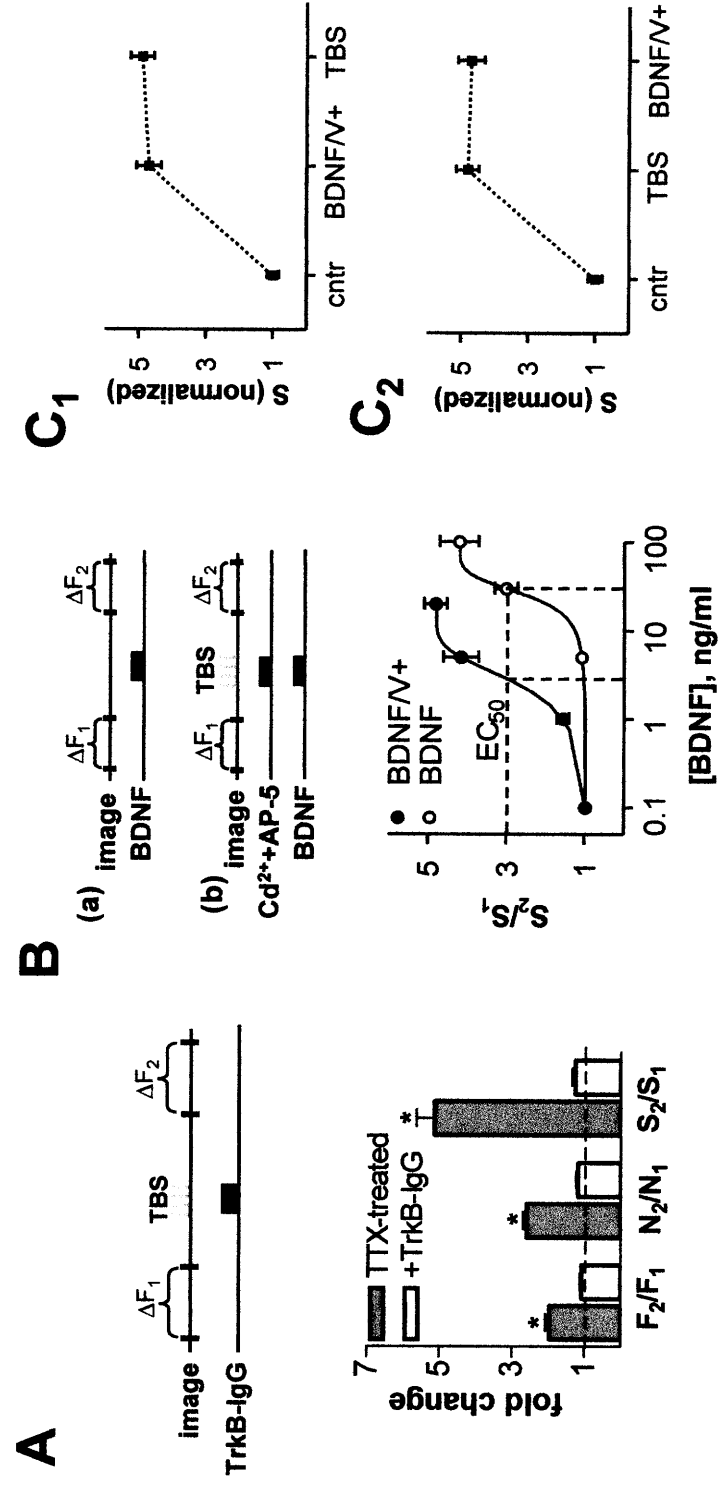 A
ΔF1
TBS
ΔF2
image
TrkB-IgG
7
5
3
1
fold change
TTX-treated
+TrkB-IgG
*
*
*
F2/F1
N2/N1
S2/S1
B
(a)
ΔF1
ΔF2
image
BDNF
(b)
ΔF1
TBS
ΔF2
image
Cd2++AP-5
BDNF
5
3
1
S2/S1
BDNF/V+
BDNF
EC50
0.1
1
10
100
[BDNF], ng/ml
C1
5
3
1
S (normalized)
cntr
BDNF/V+
TBS
C2
5
3
1
S (normalized)
cntr
TBS
BDNF/V+